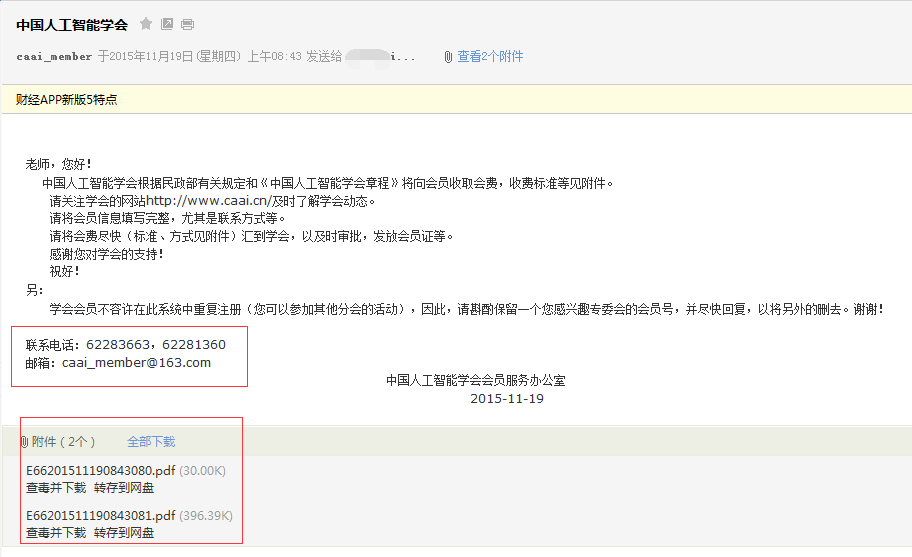 中国人工智能学会
caai_member 于2015年11月19日(星期四) 上午08:43 发送给 i... 查看2个附件
财经APP新版5特点
老师，您好！
中国人工智能学会根据民政部有关规定和《中国人工智能学会章程》将向会员收取会费，收费标准等见附件。
请关注学会的网站http://www.caai.cn/及时了解学会动态。
请将会员信息填写完整，尤其是联系方式等。
请将会费尽快（标准、方式见附件）汇到学会，以及时审批，发放会员证等。
感谢您对学会的支持！
祝好！
另：
学会会员不容许在此系统中重复注册（您可以参加其他分会的活动），因此，请斟酌保留一个您感兴趣专委会的会员号，并尽快回复，以将另外的删去。谢谢！
联系电话：62283663，62281360
邮箱：caai_member@163.com
中国人工智能学会会员服务办公室
2015-11-19
附件（2个） 全部下载
E66201511190843080.pdf (30.00K)
查毒并下载 转存到网盘
E66201511190843081.pdf (396.39K)
查毒并下载 转存到网盘